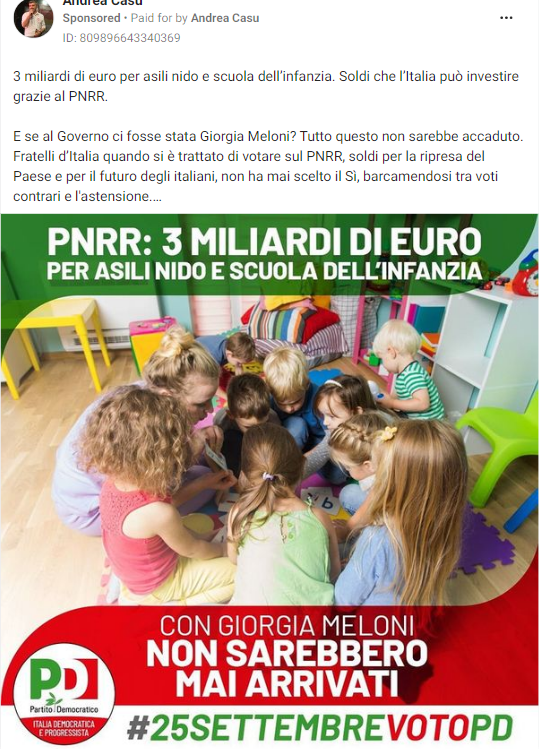 Andrea Casu
Sponsored • Paid for by Andrea Casu
ID: 809896643340369
3 miliardi di euro per asili nido e scuola dell'infanzia. Soldi che l'Italia può investire
grazie al PNRR.
E se al Governo ci fosse stata Giorgia Meloni? Tutto questo non sarebbe accaduto.
Fratelli d'Italia quando si è trattato di votare sul PNRR, soldi per la ripresa del
Paese e per il futuro degli italiani, non ha mai scelto il Sì, barcamendosi tra voti
contrari e l'astensione....
PNRR: 3 MILIARDI DI EURO
PER ASILI NIDO E SCUOLA DELL'INFANZIA
b
CON GIORGIA MELONI
NON SAREBBERO
MAI ARRIVATI
PD
Partito Democratico
ITALIA DEMOCRATICA
E PROGRESSISTA
#25SETTEMBREVOTOPD